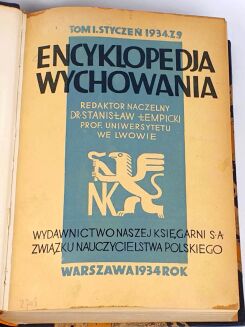 TOM I. STYCZEŃ 1934. Z.9
ENCYKLOPEDJA
WYCHOWANIA
REDAKTOR NACZELNY
DR STANISŁAW ŁEMPICKI
PROF. UNIWERSYTETU
WE LWOWIE
NK
WYDAWNICTWO NASZEJ KSIĘGARNI S-A
ZWIĄZKU NAUCZYCIELSTWA POLSKIEGO
WARSZAWA 1934 ROK